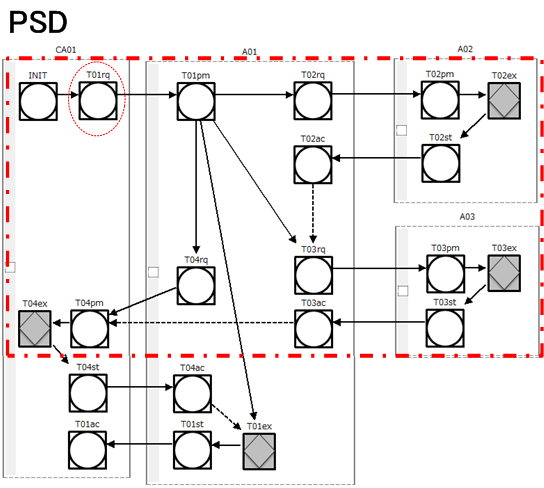 PSD
CA01 A01 A02
INIT T01rq T01pm T02rq T02pm T02ex
T02ac T02st
A03
T04rq T03rq T03pm T03ex
T04ex T04pm T03ac T03st
T04st T04ac
T01ac T01st T01ex